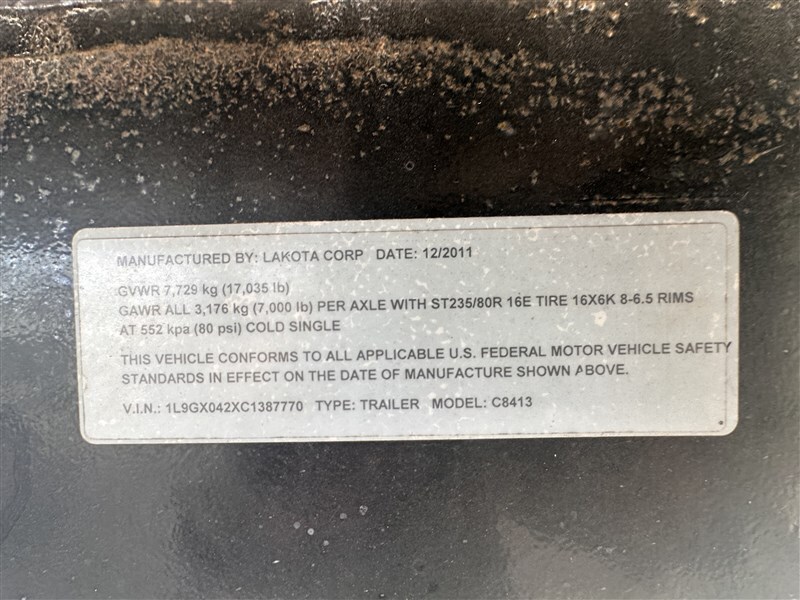 MANUFACTURED BY: LAKOTA CORP DATE: 12/2011
GVWR 7,729 kg (17,035 lb)
GAWR ALL 3,176 kg (7,000 lb) PER AXLE WITH ST235/80R 16E TIRE 16X6K 8-6.5 RIMS
AT 552 kpa (80 psi) COLD SINGLE
THIS VEHICLE CONFORMS TO ALL APPLICABLE U.S. FEDERAL MOTOR VEHICLE SAFETY
STANDARDS IN EFFECT ON THE DATE OF MANUFACTURE SHOWN ABOVE.
V.I.N.: 1L9GX042XC1387770 TYPE: TRAILER MODEL: C8413